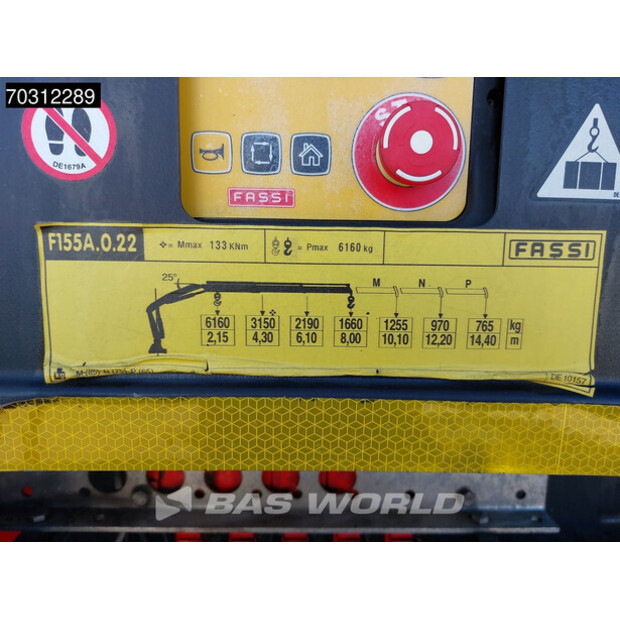 70312289
ST
DE1679A
FASSI
DE
F155A.0.22
❖= Mmax 133 KNm
= Pmax 6160 kg
FASSI
25°
M N P
6160 3150 2190 1660 1255 970 765 kg
2,15 4,30 6,10 8,00 10,10 12,20 14,40 m
DE 10157
BAS WORLD